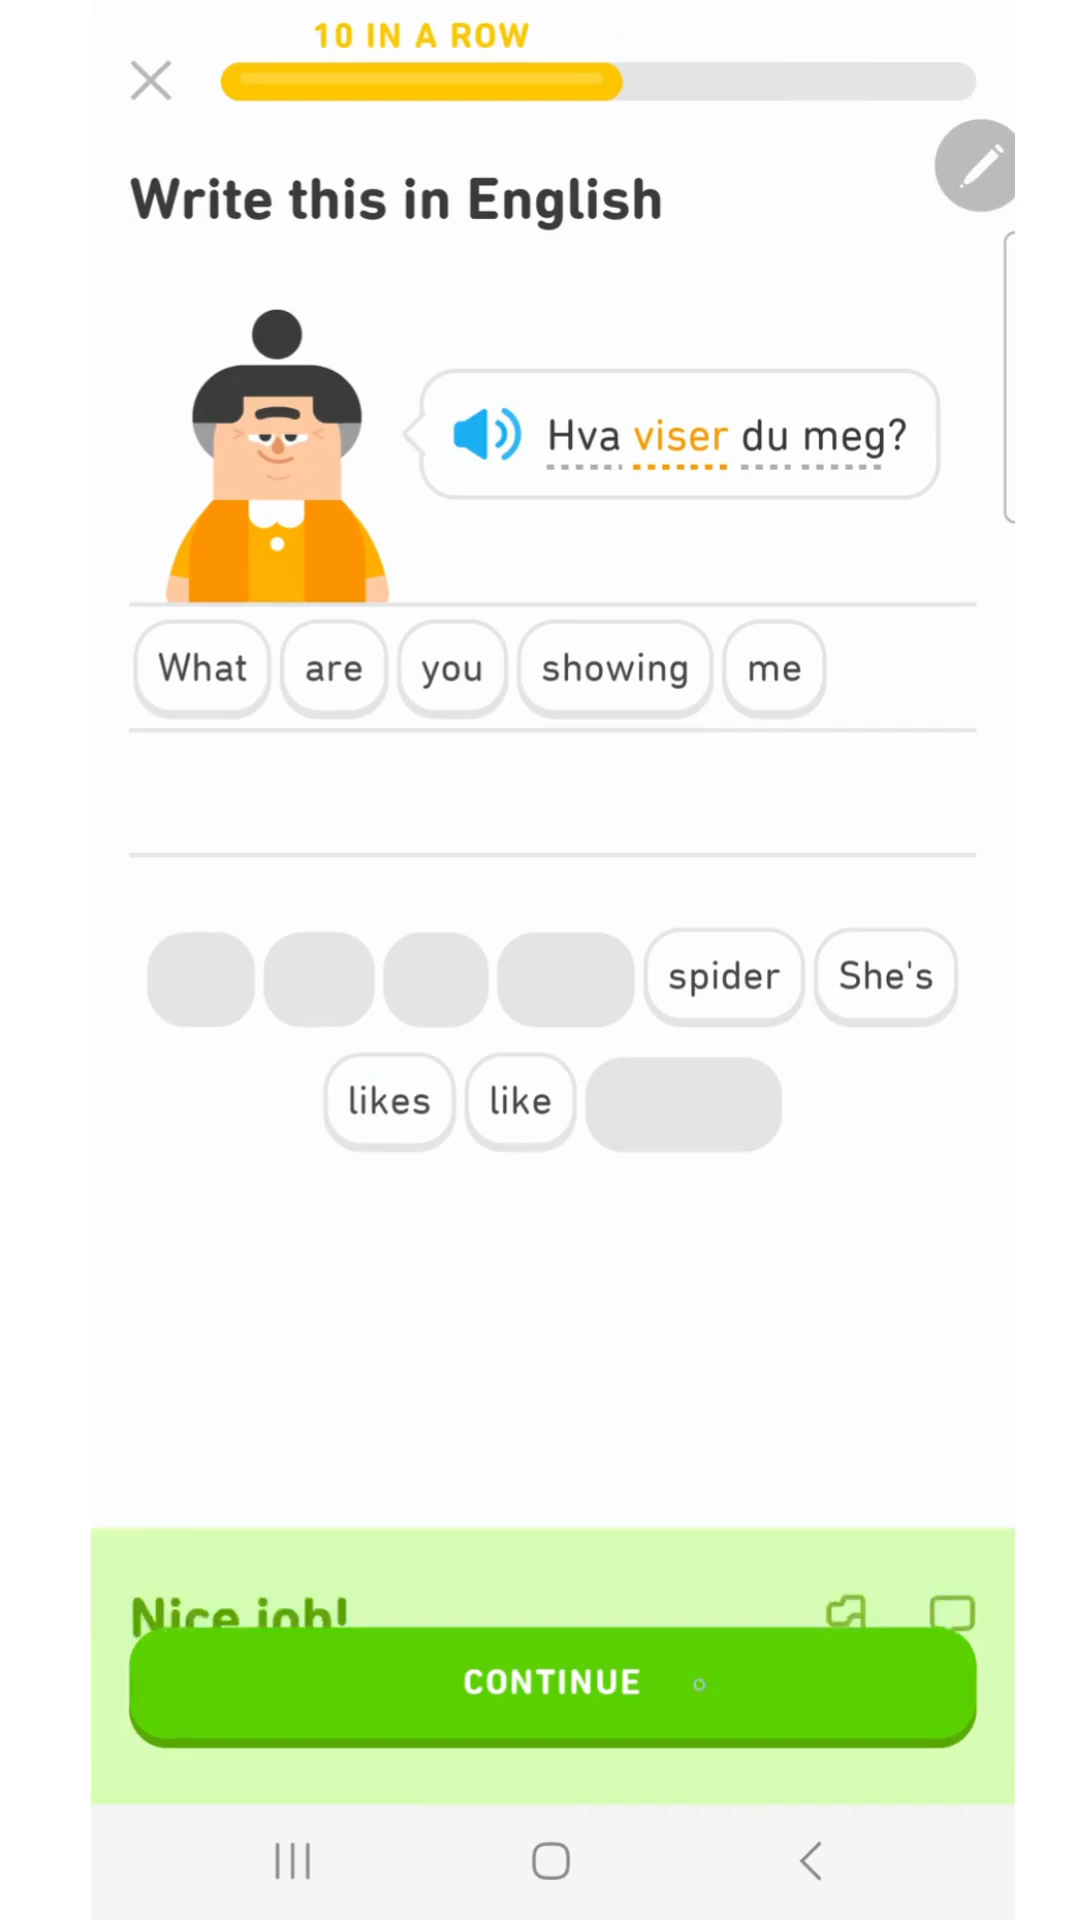 10 IN A ROW
Write this in English
Hva viser du meg?
What are you showing me
spider She's
likes like
Nice job!
CONTINUE